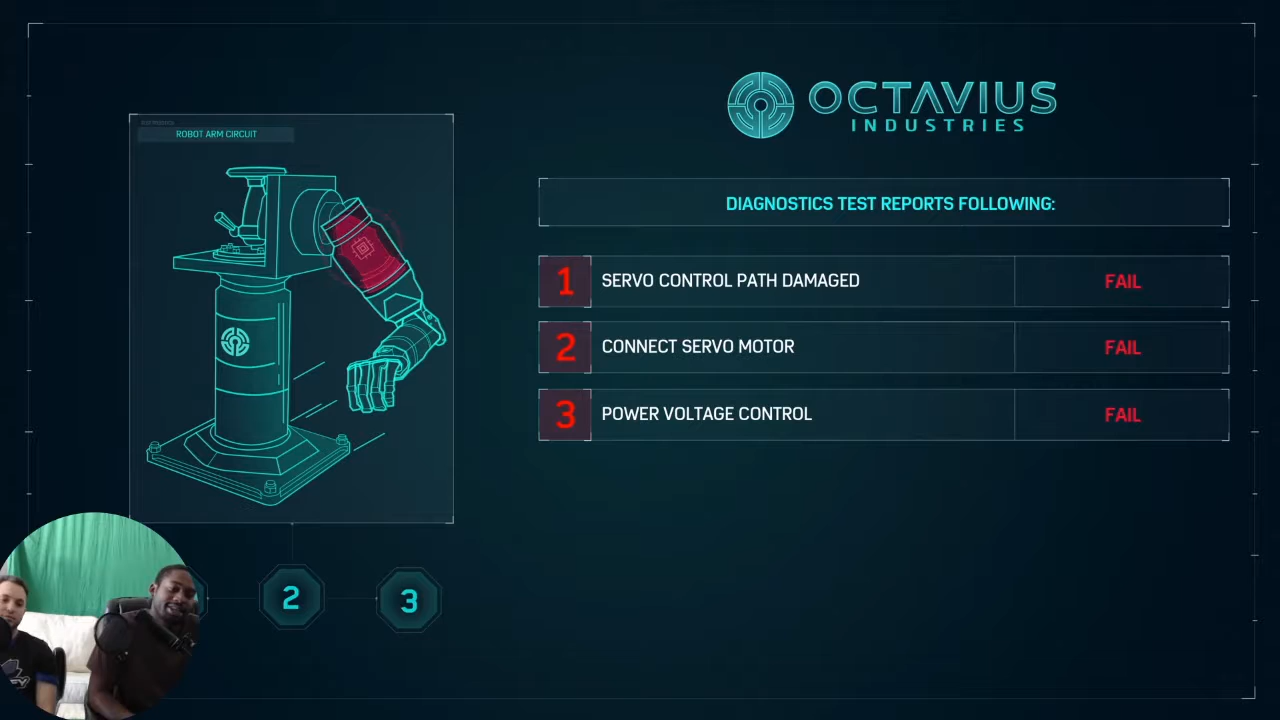 OCTAVIUS
INDUSTRIES
ROBOT ARM CIRCUIT
DIAGNOSTICS TEST REPORTS FOLLOWING:
1 SERVO CONTROL PATH DAMAGED FAIL
2 CONNECT SERVO MOTOR FAIL
3 POWER VOLTAGE CONTROL FAIL
2 3